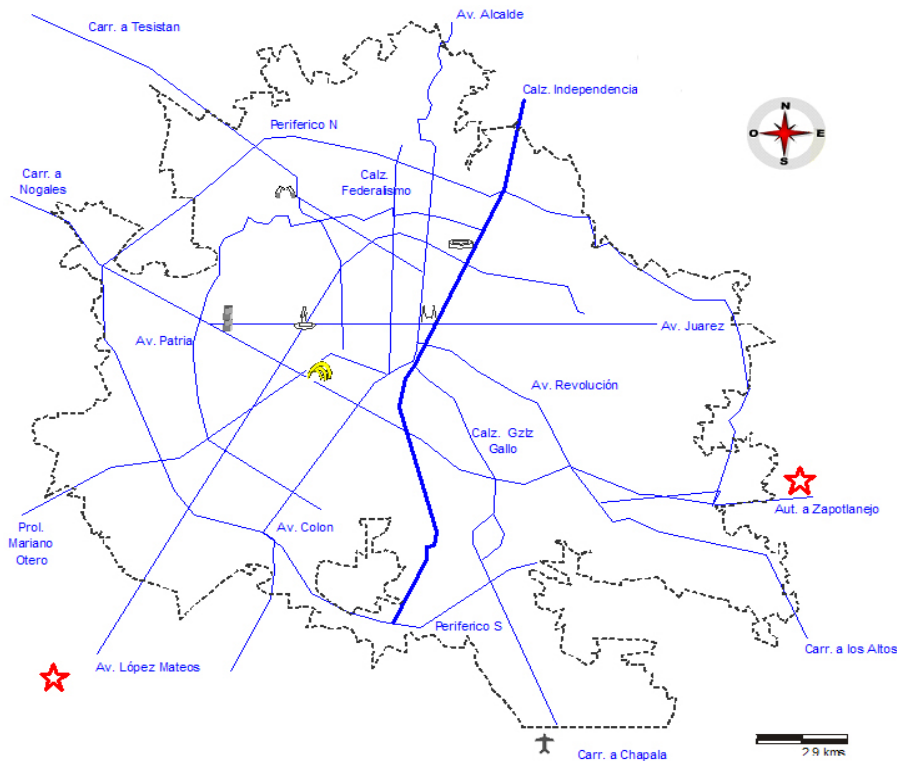 Av. Alcalde
Carr. a Tesistan
Calz. Independencia
N
O
E
S
Periferico N
Carr. a
Nogales
Calz.
Federalismo
Av. Juarez
Av. Patria
Av. Revolución
Calz. Gzlz
Gallo
Aut. a Zapotlanejo
Prol.
Mariano
Otero
Av. Colon
Periferico S
Carr. a los Altos
Av. López Mateos
2.9 kms
Carr. a Chapala